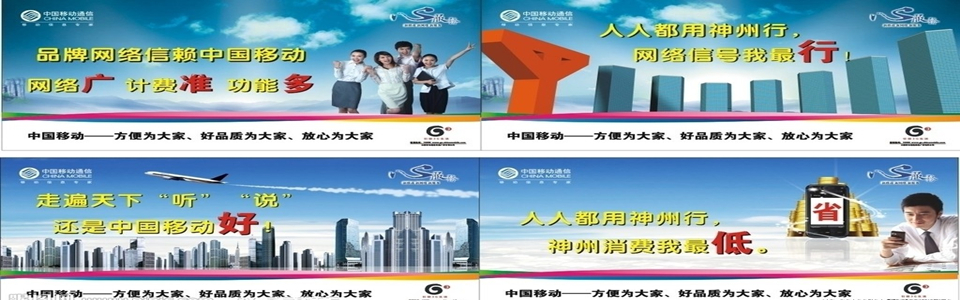 中国移动通信
CHINA MOBILE
品牌网络信赖中国移动
网络广 计费准 功能多
中国移动——方便为大家、好品质为大家、放心为大家
中国移动通信
CHINA MOBILE
人人都用神州行，
网络信号我最行！
中国移动——方便为大家、好品质为大家、放心为大家
中国移动通信
CHINA MOBILE
走遍天下“听”“说”
还是中国移动好！
中国移动——方便为大家、好品质为大家、放心为大家
中国移动通信
CHINA MOBILE
省
人人都用神州行，
神州消费我最低。
中国移动——方便为大家、好品质为大家、放心为大家